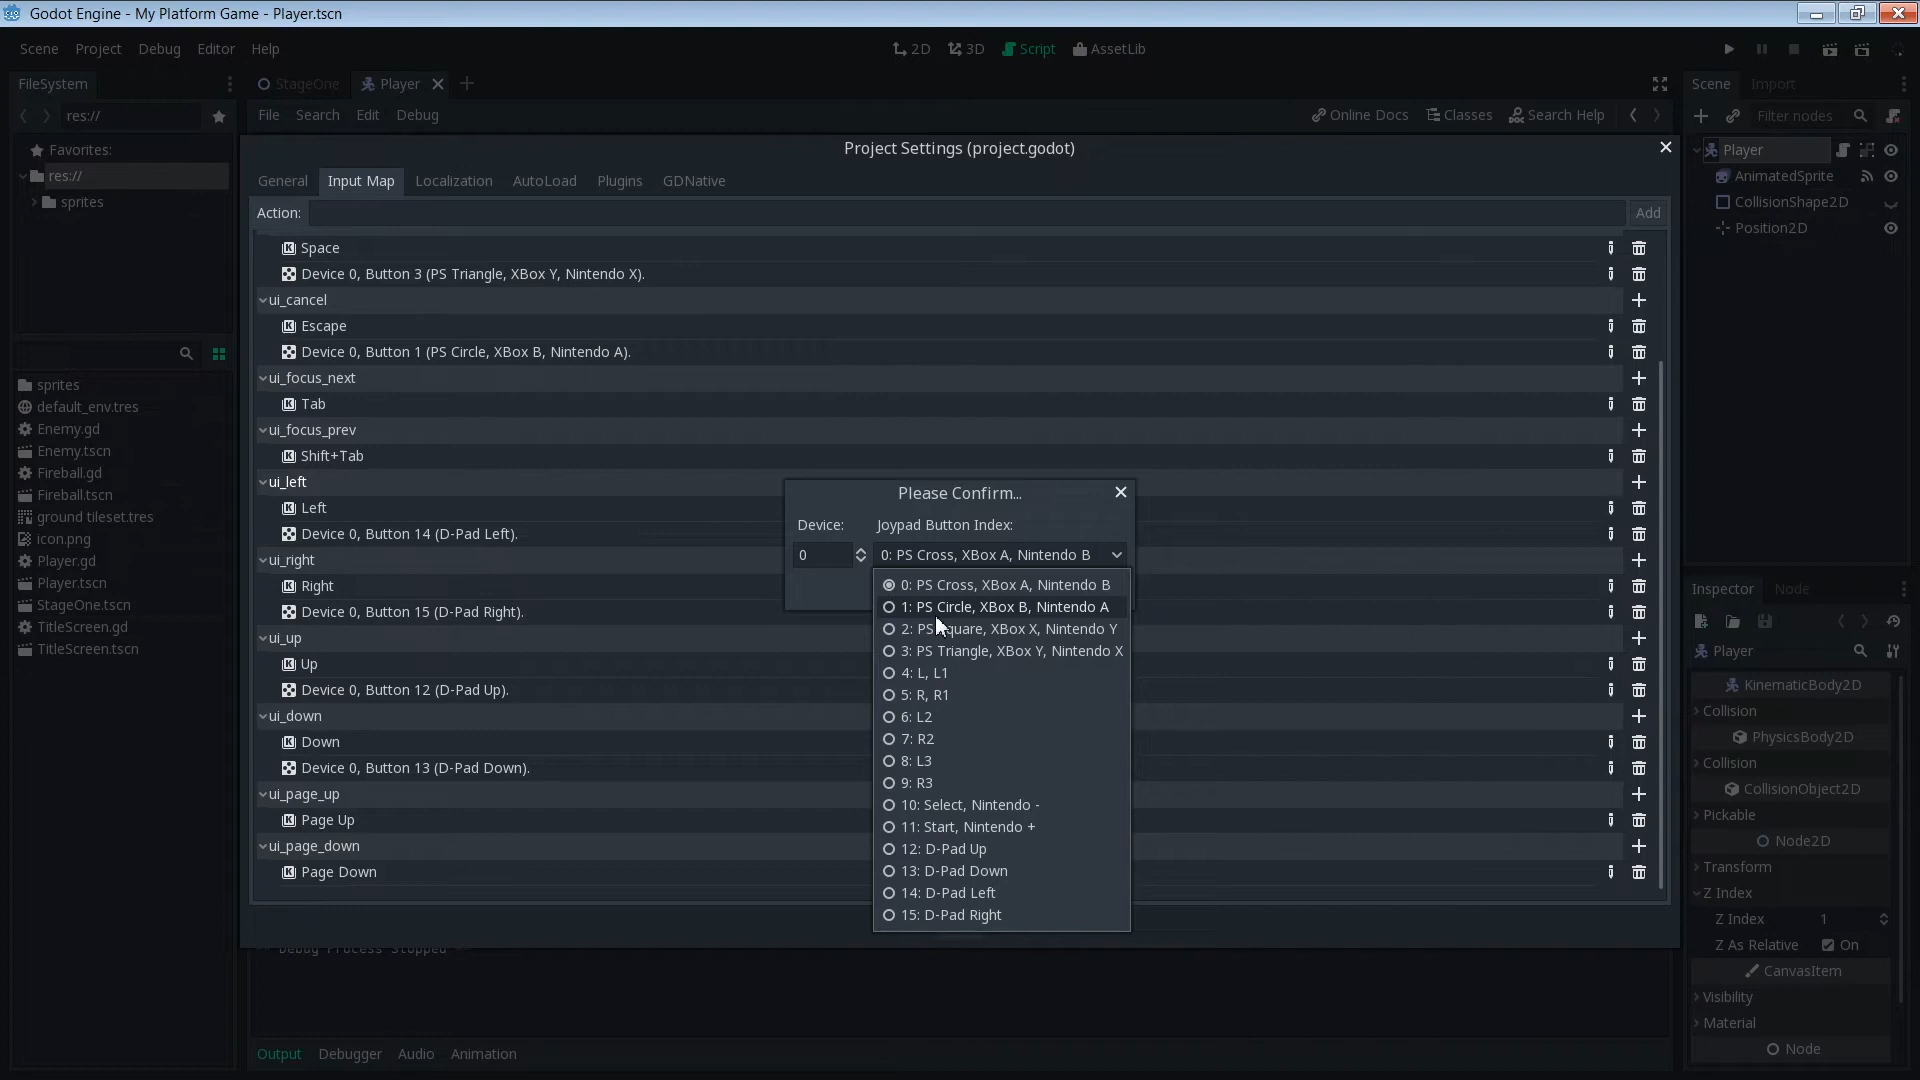 Godot Engine - My Platform Game - Player.tscn
Scene Project Debug Editor Help
2D 3D Script AssetLib
FileSystem
StageOne Player
Scene Import
res://
File Search Edit Debug
Online Docs Classes Search Help
Filter nodes
Favorites:
res://
sprites
Project Settings (project.godot)
General Input Map Localization AutoLoad Plugins GDNative
Action: Add
Space
Device 0, Button 3 (PS Triangle, XBox Y, Nintendo X).
ui_cancel
Escape
Device 0, Button 1 (PS Circle, XBox B, Nintendo A).
ui_focus_next
Tab
ui_focus_prev
Shift+Tab
ui_left
Left
Device 0, Button 14 (D-Pad Left).
ui_right
Right
Device 0, Button 15 (D-Pad Right).
ui_up
Up
Device 0, Button 12 (D-Pad Up).
ui_down
Down
Device 0, Button 13 (D-Pad Down).
ui_page_up
Page Up
ui_page_down
Page Down
Please Confirm...
Device: Joypad Button Index:
0 0: PS Cross, XBox A, Nintendo B
0: PS Cross, XBox A, Nintendo B
1: PS Circle, XBox B, Nintendo A
2: PS Square, XBox X, Nintendo Y
3: PS Triangle, XBox Y, Nintendo X
4: L, L1
5: R, R1
6: L2
7: R2
8: L3
9: R3
10: Select, Nintendo -
11: Start, Nintendo +
12: D-Pad Up
13: D-Pad Down
14: D-Pad Left
15: D-Pad Right
sprites
default_env.tres
Enemy.gd
Enemy.tscn
Fireball.gd
Fireball.tscn
ground tileset.tres
icon.png
Player.gd
Player.tscn
StageOne.tscn
TitleScreen.gd
TitleScreen.tscn
Debug Process Stopped
Output Debugger Audio Animation
Player
AnimatedSprite
CollisionShape2D
Position2D
Inspector Node
Player
KinematicBody2D
Collision
PhysicsBody2D
Collision
CollisionObject2D
Pickable
Node2D
Transform
Z Index
Z Index 1
Z As Relative On
CanvasItem
Visibility
Material
Node